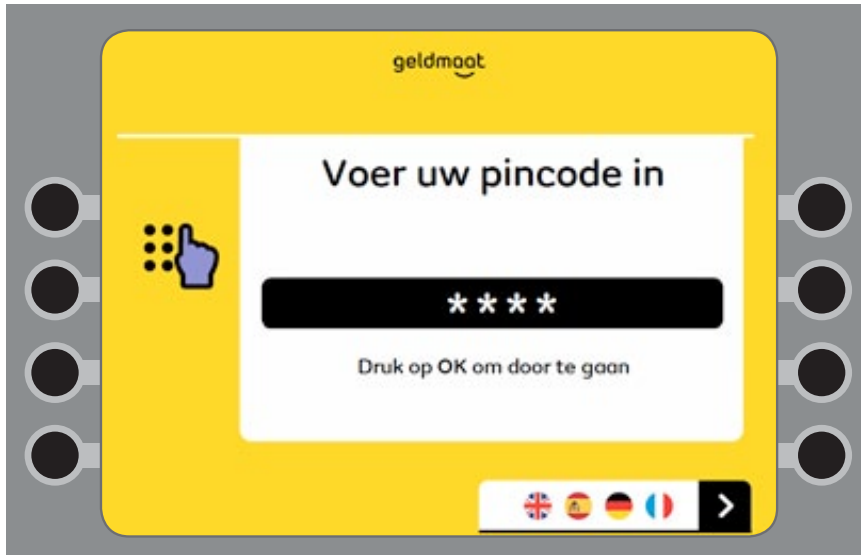 geldmaat
Voer uw pincode in
****
Druk op OK om door te gaan